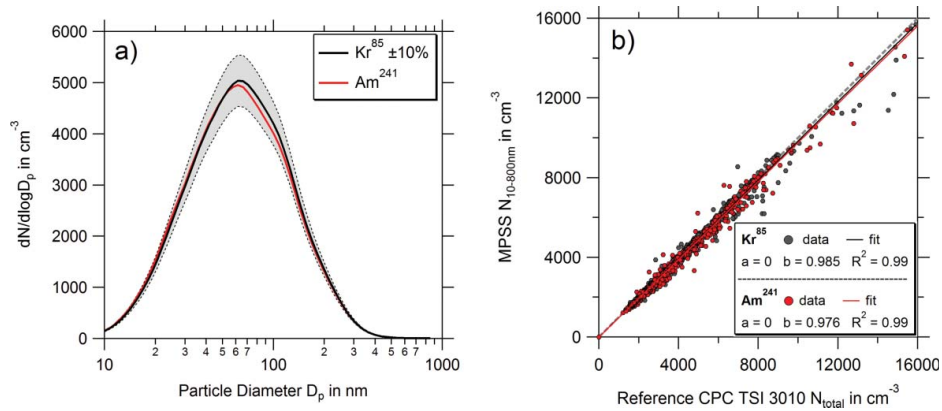 a)
Kr⁸⁵ ±10%
Am²⁴¹
dN/dlogDₚ in cm⁻³
6000
5000
4000
3000
2000
1000
0
10
2
3
4
5
6
7
100
2
3
4
5
6
7
1000
Particle Diameter Dₚ in nm
b)
MPSS N₁₀₋₈₀₀ₙₘ in cm⁻³
16000
12000
8000
4000
0
Kr⁸⁵ data fit
a = 0 b = 0.985 R² = 0.99
Am²⁴¹ data fit
a = 0 b = 0.976 R² = 0.99
0
4000
8000
12000
16000
Reference CPC TSI 3010 Nₜₒₜₐₗ in cm⁻³